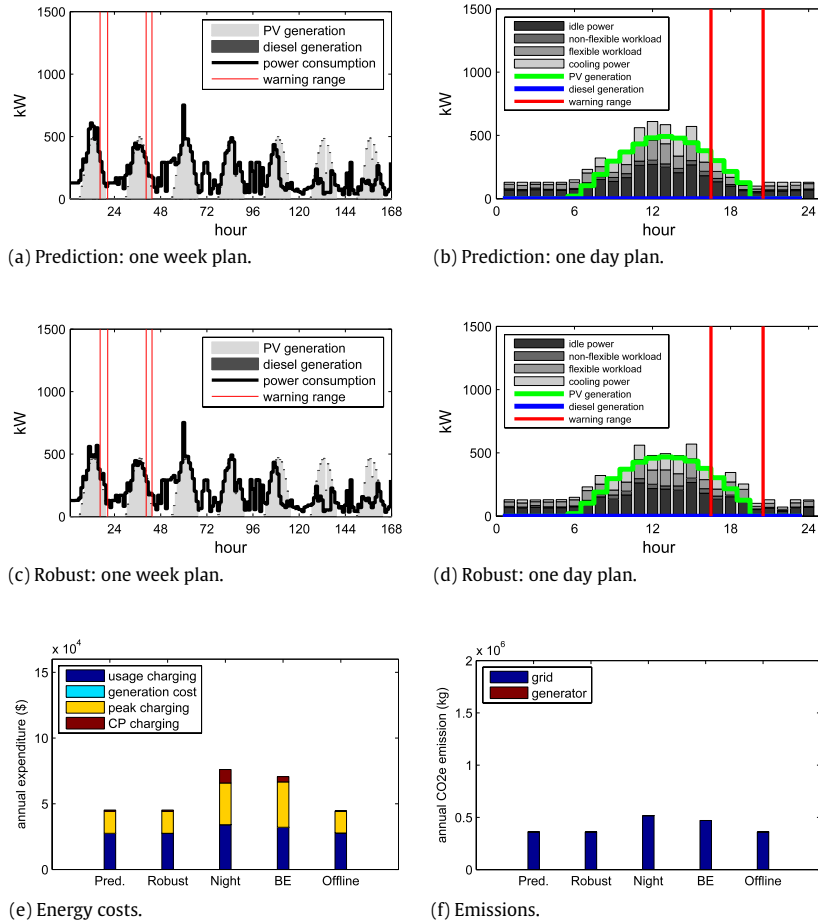 1500
1000
500
0
kW
PV generation
diesel generation
power consumption
warning range
24 48 72 96 120 144 168
hour
(a) Prediction: one week plan.
1500
1000
500
0
kW
idle power
non-flexible workload
flexible workload
cooling power
PV generation
diesel generation
warning range
0 6 12 18 24
hour
(b) Prediction: one day plan.
1500
1000
500
0
kW
PV generation
diesel generation
power consumption
warning range
24 48 72 96 120 144 168
hour
(c) Robust: one week plan.
1500
1000
500
0
kW
idle power
non-flexible workload
flexible workload
cooling power
PV generation
diesel generation
warning range
0 6 12 18 24
hour
(d) Robust: one day plan.
x 10^4
15
10
5
0
annual expenditure ($)
usage charging
generation cost
peak charging
CP charging
Pred. Robust Night BE Offline
(e) Energy costs.
x 10^6
2
1.5
1
0.5
0
annual CO2e emission (kg)
grid
generator
Pred. Robust Night BE Offline
(f) Emissions.